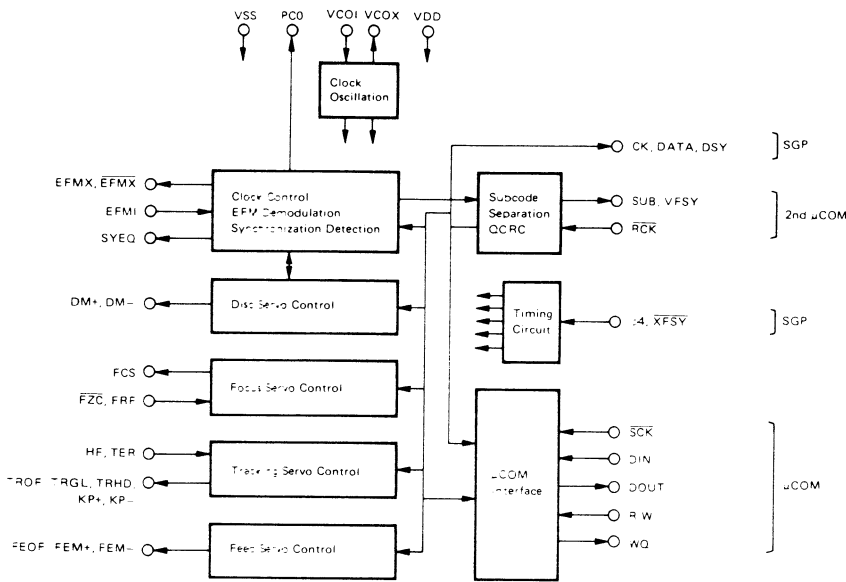 VSS PC0 VCOI VCOX VDD
Clock
Oscillation
CK, DATA, DSY SGP
EFMX, EFMX
EFMI
SYEQ
Clock Control
EFM Demodulation
Synchronization Detection
Subcode
Separation
QCRC
SUB, VFSY
RCK
2nd μCOM
DM+, DM−
Disc Servo Control
Timing
Circuit
XFSY
SGP
FCS
FZC, FRF
Focus Servo Control
HF, TER
TROF, TRGL, TRHD,
KP+, KP−
Tracking Servo Control
FEOF, FEM+, FEM−
Feed Servo Control
μCOM
Interface
SCK
DIN
DOUT
R/W
WQ
μCOM